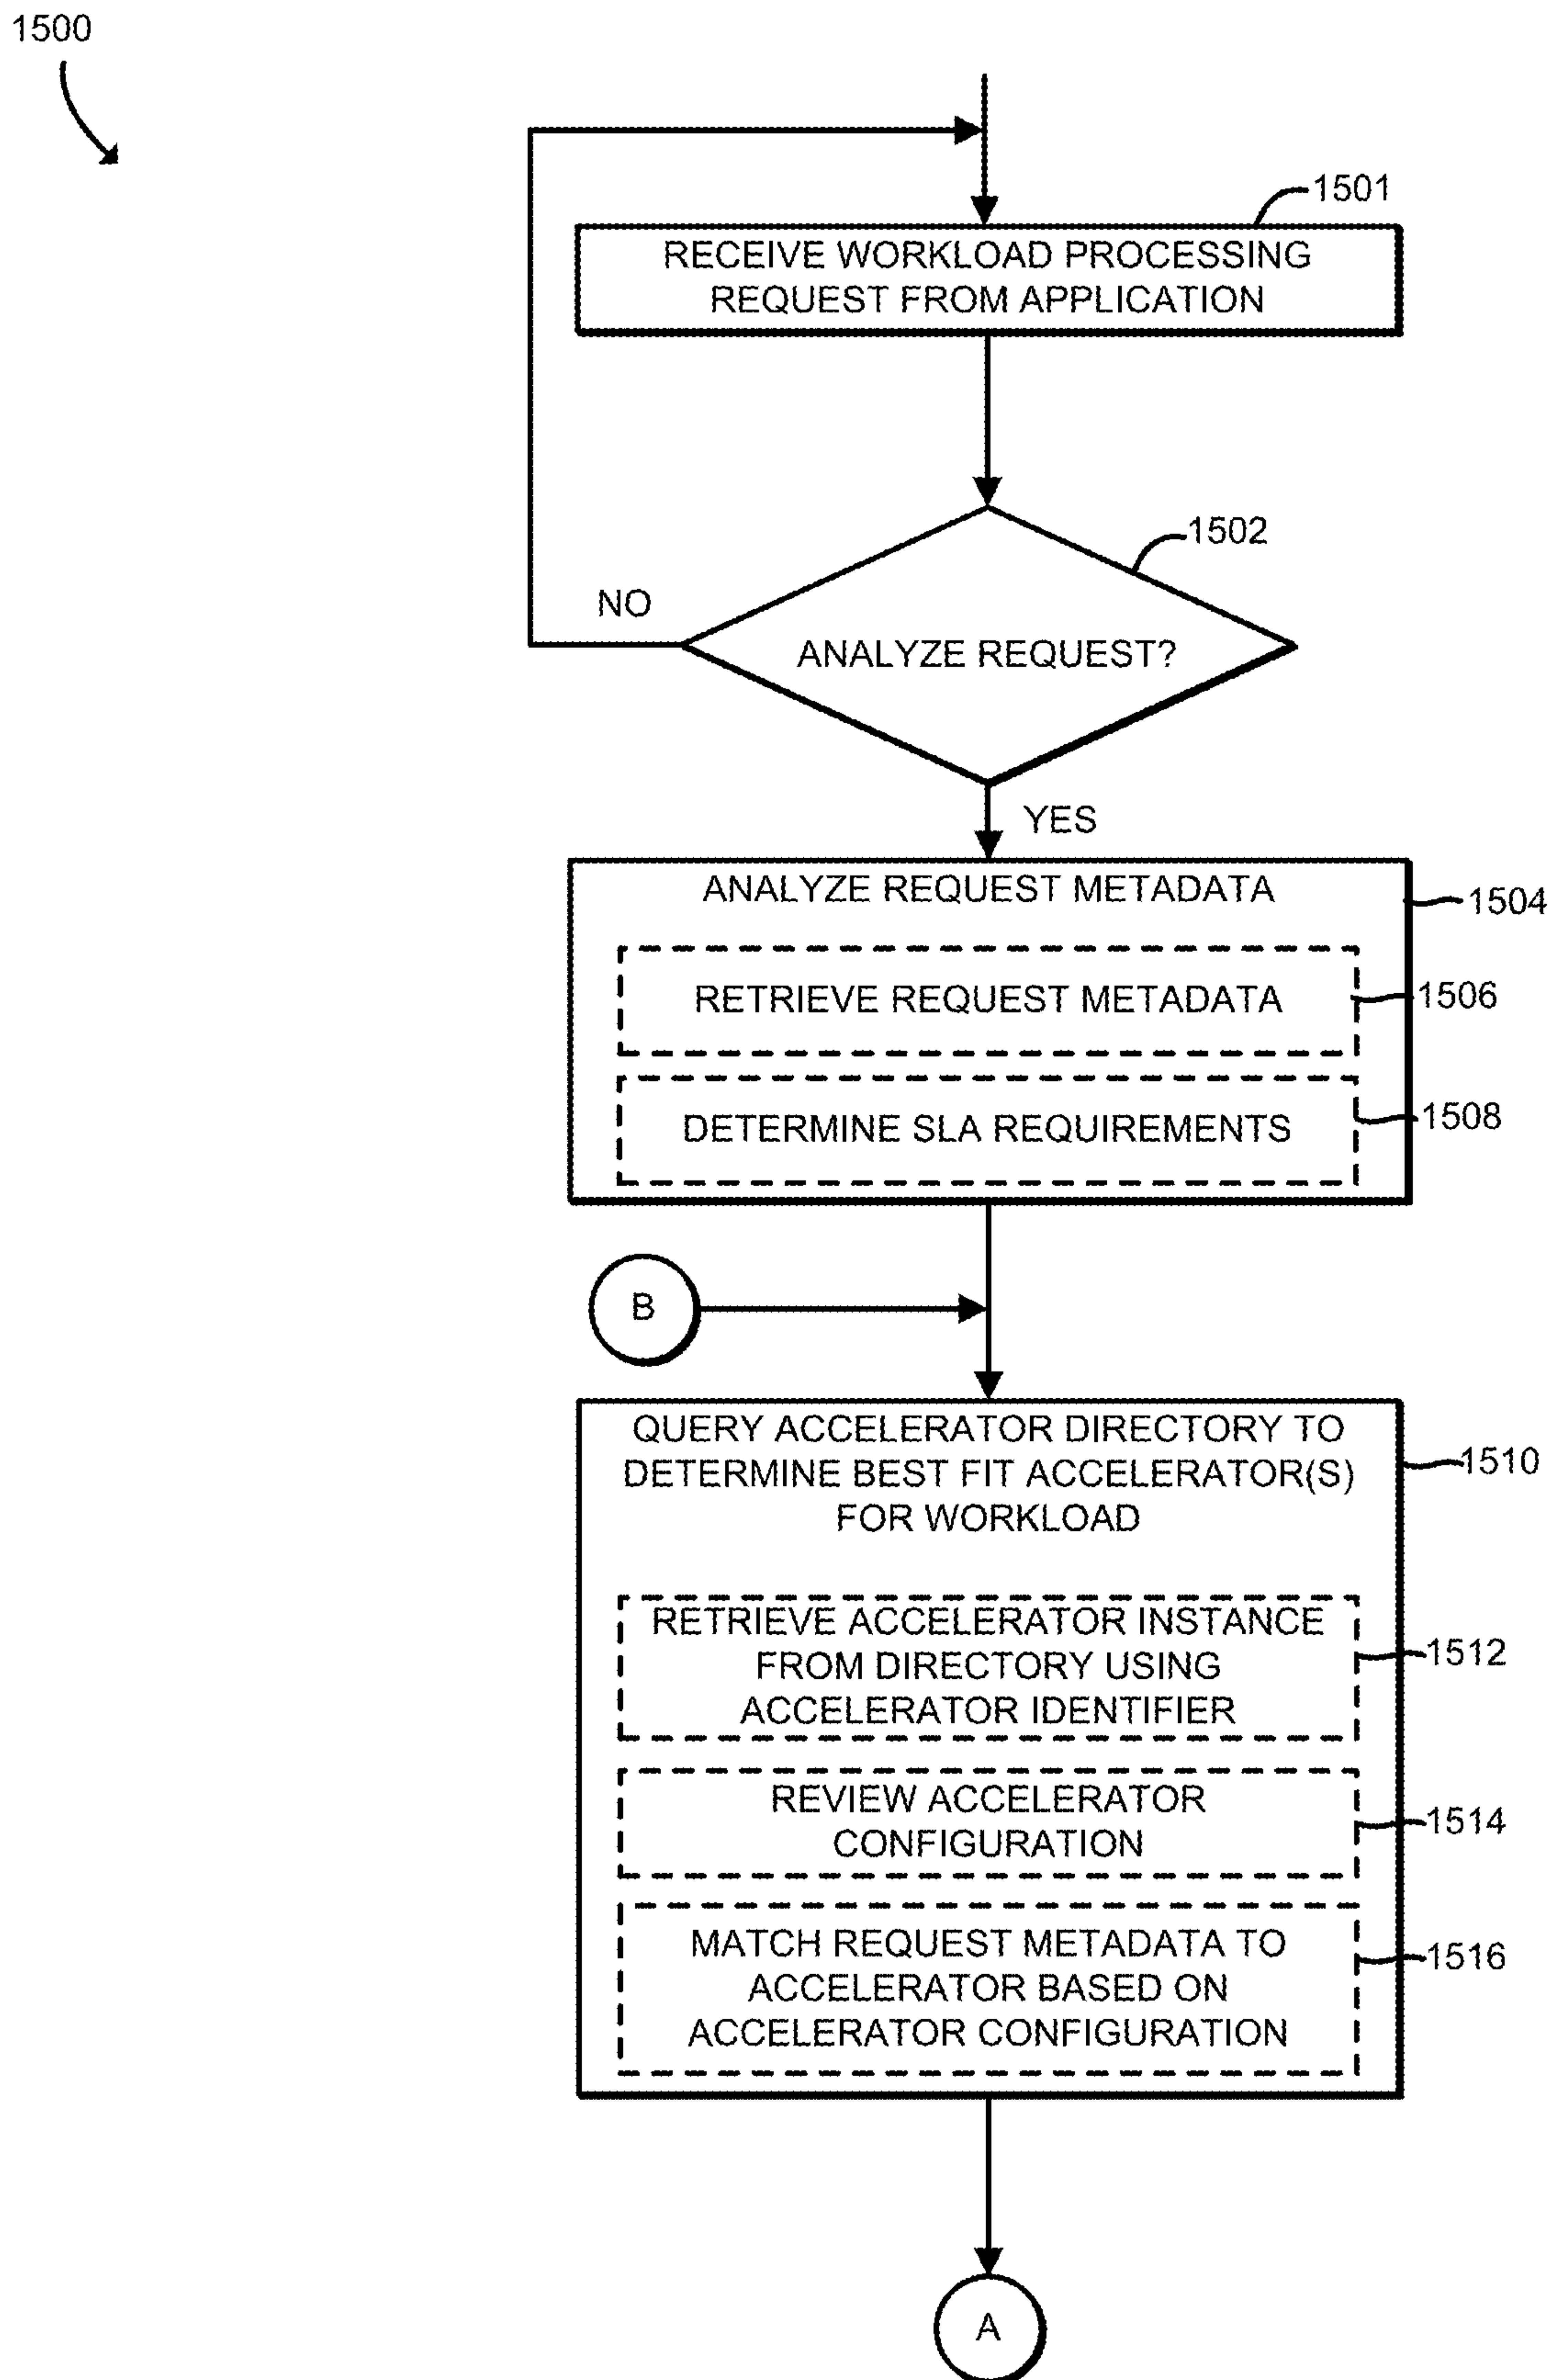 1500
1501
RECEIVE WORKLOAD PROCESSING
REQUEST FROM APPLICATION
1502
NO
ANALYZE REQUEST?
YES
ANALYZE REQUEST METADATA
1504
RETRIEVE REQUEST METADATA
1506
DETERMINE SLA REQUIREMENTS
1508
B
QUERY ACCELERATOR DIRECTORY TO
DETERMINE BEST FIT ACCELERATOR(S)
FOR WORKLOAD
1510
RETRIEVE ACCELERATOR INSTANCE
FROM DIRECTORY USING
ACCELERATOR IDENTIFIER
1512
REVIEW ACCELERATOR
CONFIGURATION
1514
MATCH REQUEST METADATA TO
ACCELERATOR BASED ON
ACCELERATOR CONFIGURATION
1516
A